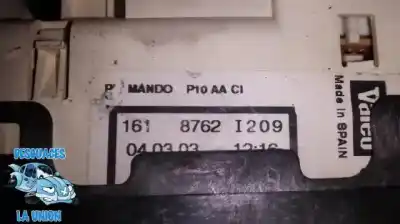 MANDO P10 AA CI
161 8762 I209
04.03.03 12:16
Valeo
Made in SPAIN
DESGUACES
LA UNION